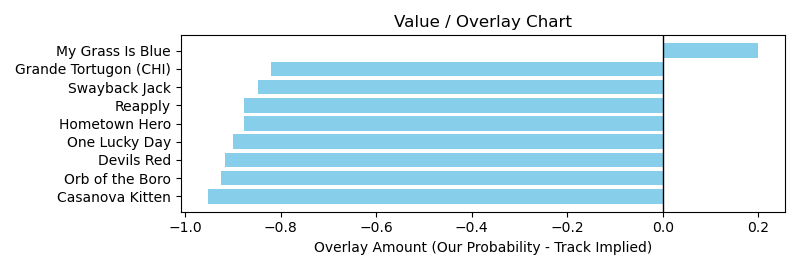 Value / Overlay Chart
My Grass Is Blue
Grande Tortugon (CHI)
Swayback Jack
Reapply
Hometown Hero
One Lucky Day
Devils Red
Orb of the Boro
Casanova Kitten
−1.0 −0.8 −0.6 −0.4 −0.2 0.0 0.2
Overlay Amount (Our Probability - Track Implied)